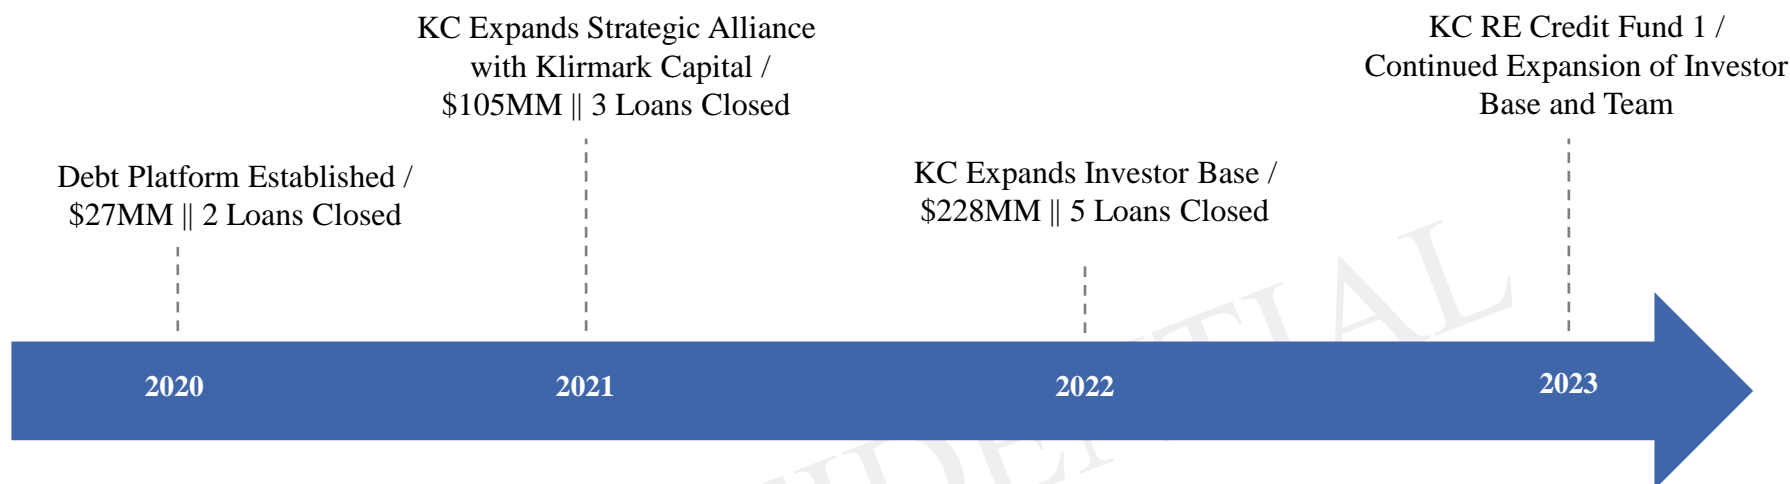 Debt Platform Established /
$27MM || 2 Loans Closed
KC Expands Strategic Alliance
with Klirmark Capital /
$105MM || 3 Loans Closed
KC Expands Investor Base /
$228MM || 5 Loans Closed
KC RE Credit Fund 1 /
Continued Expansion of Investor
Base and Team
2020
2021
2022
2023